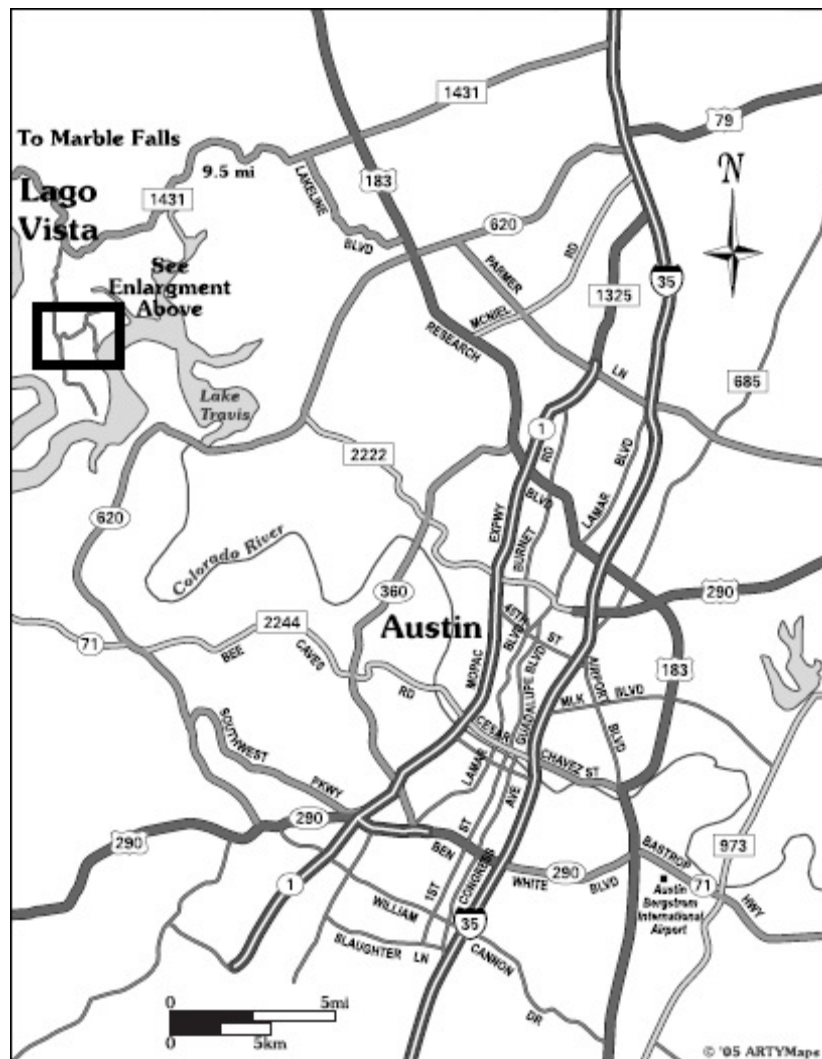 1431
79
To Marble Falls
9.5 mi
LAKELINE
BLVD
183
N
Lago
Vista
1431
620
See
Enlargment
Above
PARMER
LN
MCNIEL
RD
1325
35
RESEARCH
BLVD
685
Lake
Travis
1
2222
620
EXPWY
BURNET
RD
LAMAR
BLVD
Colorado River
360
290
Austin
45TH
ST
71
2244
BEE
CAVES
RD
MOPAC
BLVD
GUADALUPE
BLVD
AIRPORT
BLVD
183
MLK
BLVD
CESAR
CHAVEZ ST
SOUTHWEST
PKWY
LAMAR
AVE
290
290
BEN
WHITE
BLVD
290
ST
1ST
CONGRESS
BASTROP
HWY
71
973
Austin
Bergstrom
International
Airport
1
WILLIAM
CANNON
DR
35
SLAUGHTER
LN
0
5mi
0
5km
© '05 ARTYMaps